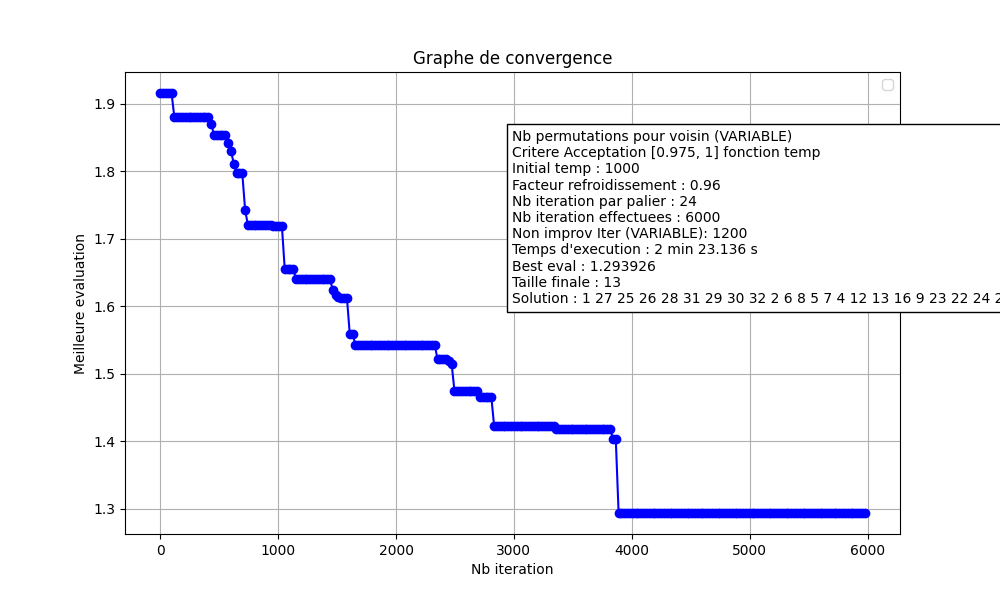 Graphe de convergence
Meilleure evaluation
1.9
1.8
1.7
1.6
1.5
1.4
1.3
Nb permutations pour voisin (VARIABLE)
Critere Acceptation [0.975, 1] fonction temp
Initial temp : 1000
Facteur refroidissement : 0.96
Nb iteration par palier : 24
Nb iteration effectuees : 6000
Non improv Iter (VARIABLE): 1200
Temps d'execution : 2 min 23.136 s
Best eval : 1.293926
Taille finale : 13
Solution : 1 27 25 26 28 31 29 30 32 2 6 8 5 7 4 12 13 16 9 23 22 24
0 1000 2000 3000 4000 5000 6000
Nb iteration